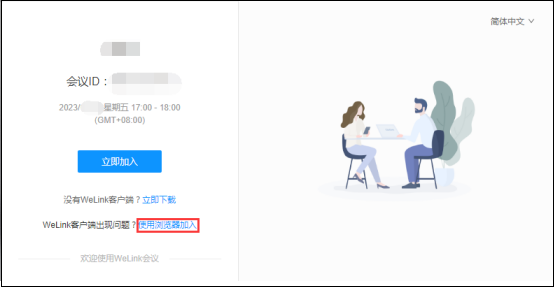 简体中文
会议ID：
2023/ 星期五 17:00 - 18:00
(GMT+08:00)
立即加入
没有WeLink客户端？立即下载
WeLink客户端出现问题？使用浏览器加入
欢迎使用WeLink会议